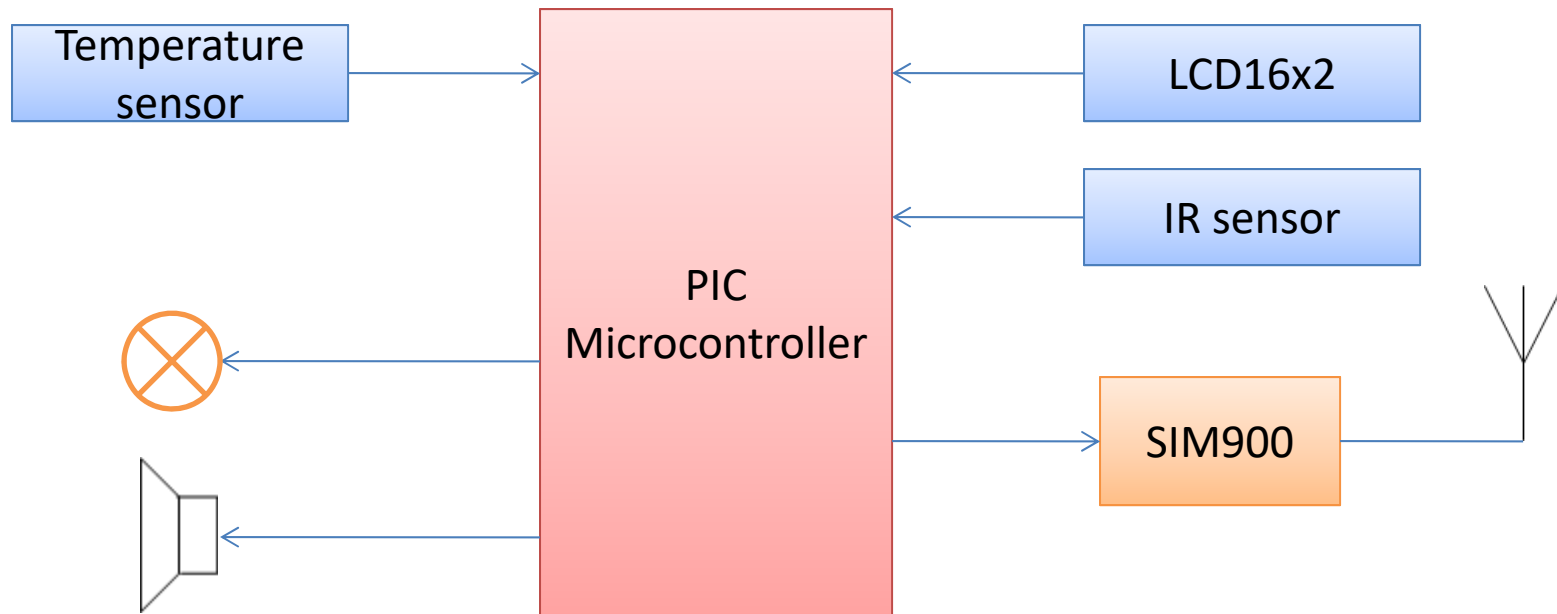 Temperature
sensor
LCD16x2
IR sensor
PIC
Microcontroller
SIM900